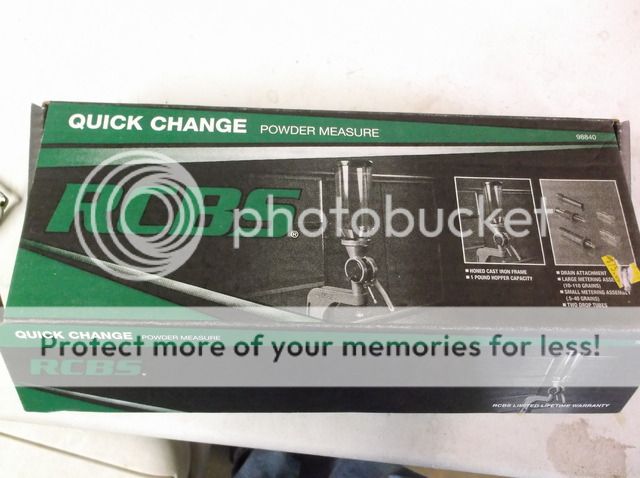 QUICK CHANGE POWDER MEASURE
98840
RCBS®
photobucket
■ HONED CAST IRON FRAME
■ 1 POUND HOPPER CAPACITY
■ DRAIN ATTACHMENT
■ LARGE METERING ASSE
(10-110 GRAINS)
■ SMALL METERING ASSEMBLY
(.5-40 GRAINS)
■ TWO DROP TUBES
QUICK CHANGE POWDER MEASURE
Protect more of your memories for less!
RCBS.
RCBS LIMITED LIFETIME WARRANTY